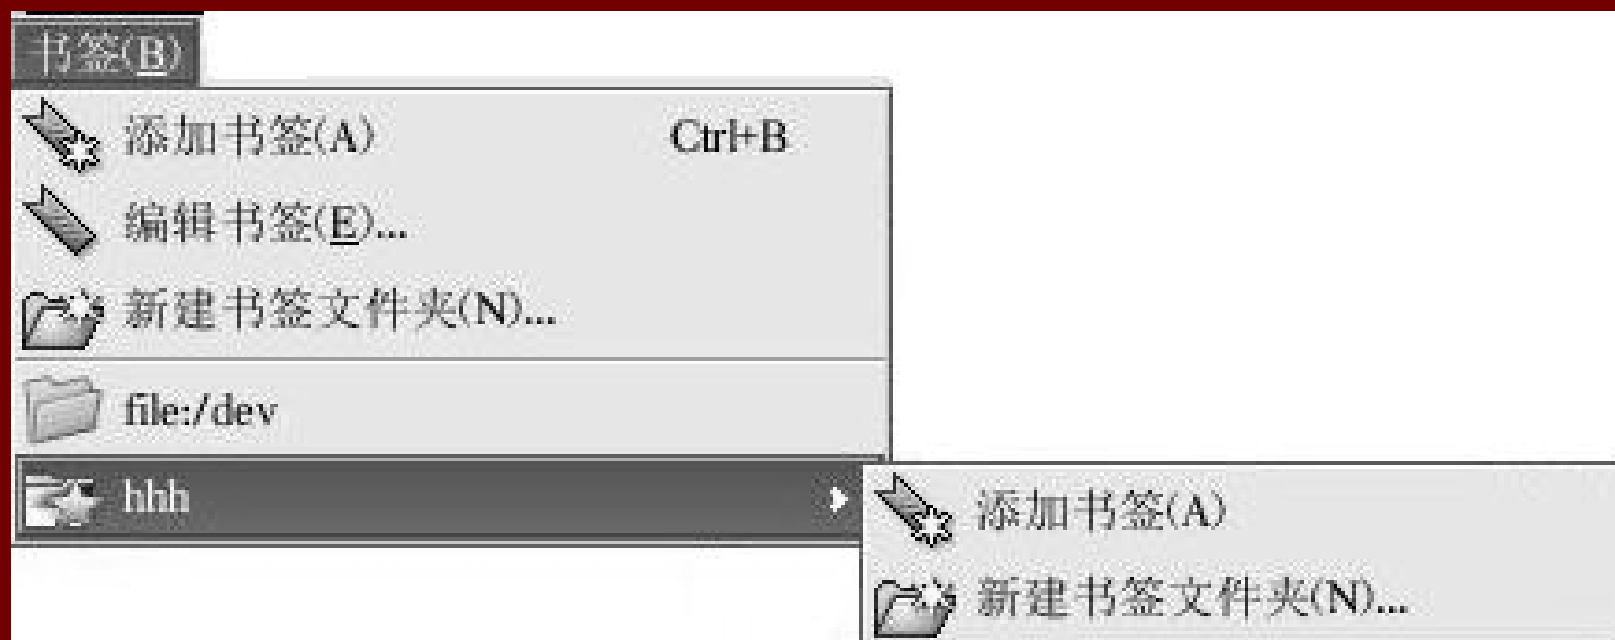 书签(B)
添加书签(A) Ctrl+B
编辑书签(E)...
新建书签文件夹(N)...
file:/dev
hhh
添加书签(A)
新建书签文件夹(N)...